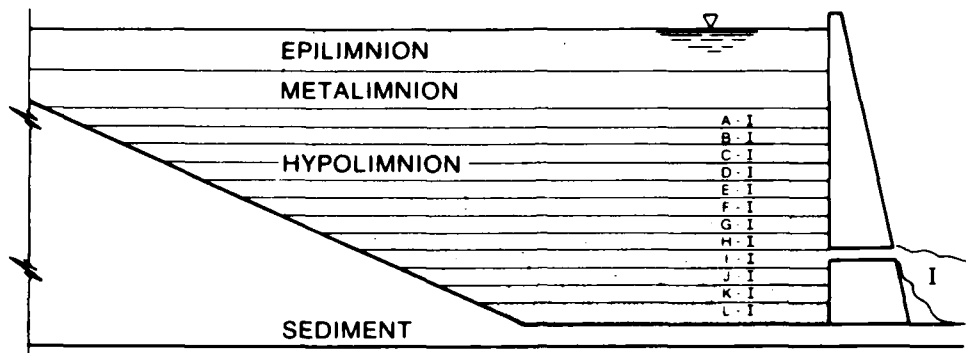 EPILIMNION
METALIMNION
A - I
B - I
C - I
HYPOLIMNION
D - I
E - I
F - I
G - I
H - I
I - I
I
J - I
K - I
L - I
SEDIMENT